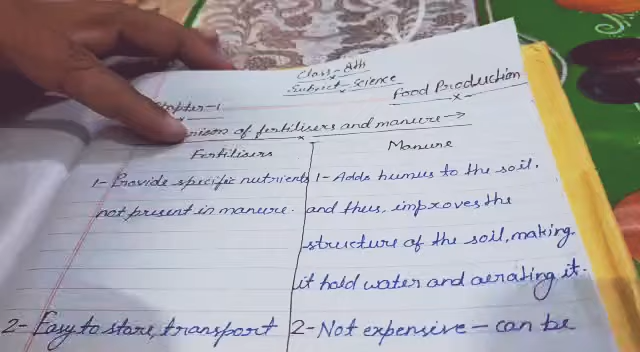 Class-8th
Subject-Science
Chapter-1
Food Production
of fertilisers and manure→
Fertilisers
Manure
1- Provide specific nutrients
not present in manure.
1- Adds humus to the soil.
and thus, improves the
structure of the soil, making.
it hold water and aerating it.
2- Easy to store, transport
2- Not expensive - can be